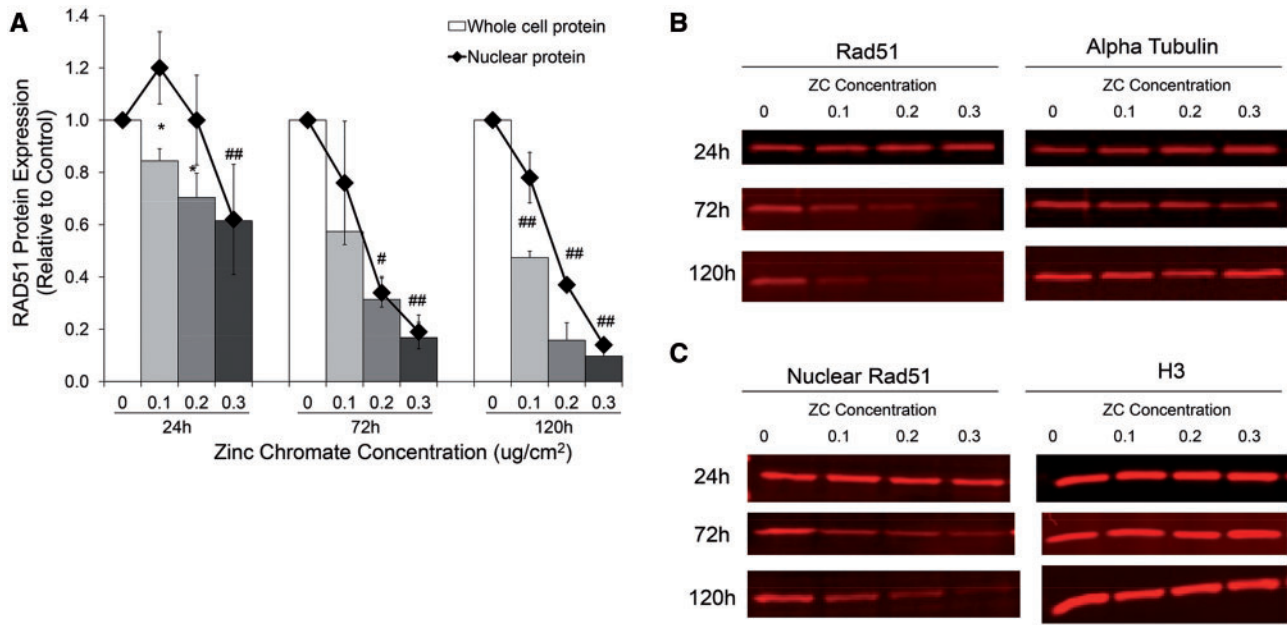 A
RAD51 Protein Expression
(Relative to Control)
1.4
1.2
1.0
0.8
0.6
0.4
0.2
0.0
Whole cell protein
Nuclear protein
* * ##
# ##
## ## ##
0 0.1 0.2 0.3 0 0.1 0.2 0.3 0 0.1 0.2 0.3
24h 72h 120h
Zinc Chromate Concentration (ug/cm²)
B
Rad51 Alpha Tubulin
ZC Concentration ZC Concentration
0 0.1 0.2 0.3 0 0.1 0.2 0.3
24h
72h
120h
C
Nuclear Rad51 H3
ZC Concentration ZC Concentration
0 0.1 0.2 0.3 0 0.1 0.2 0.3
24h
72h
120h